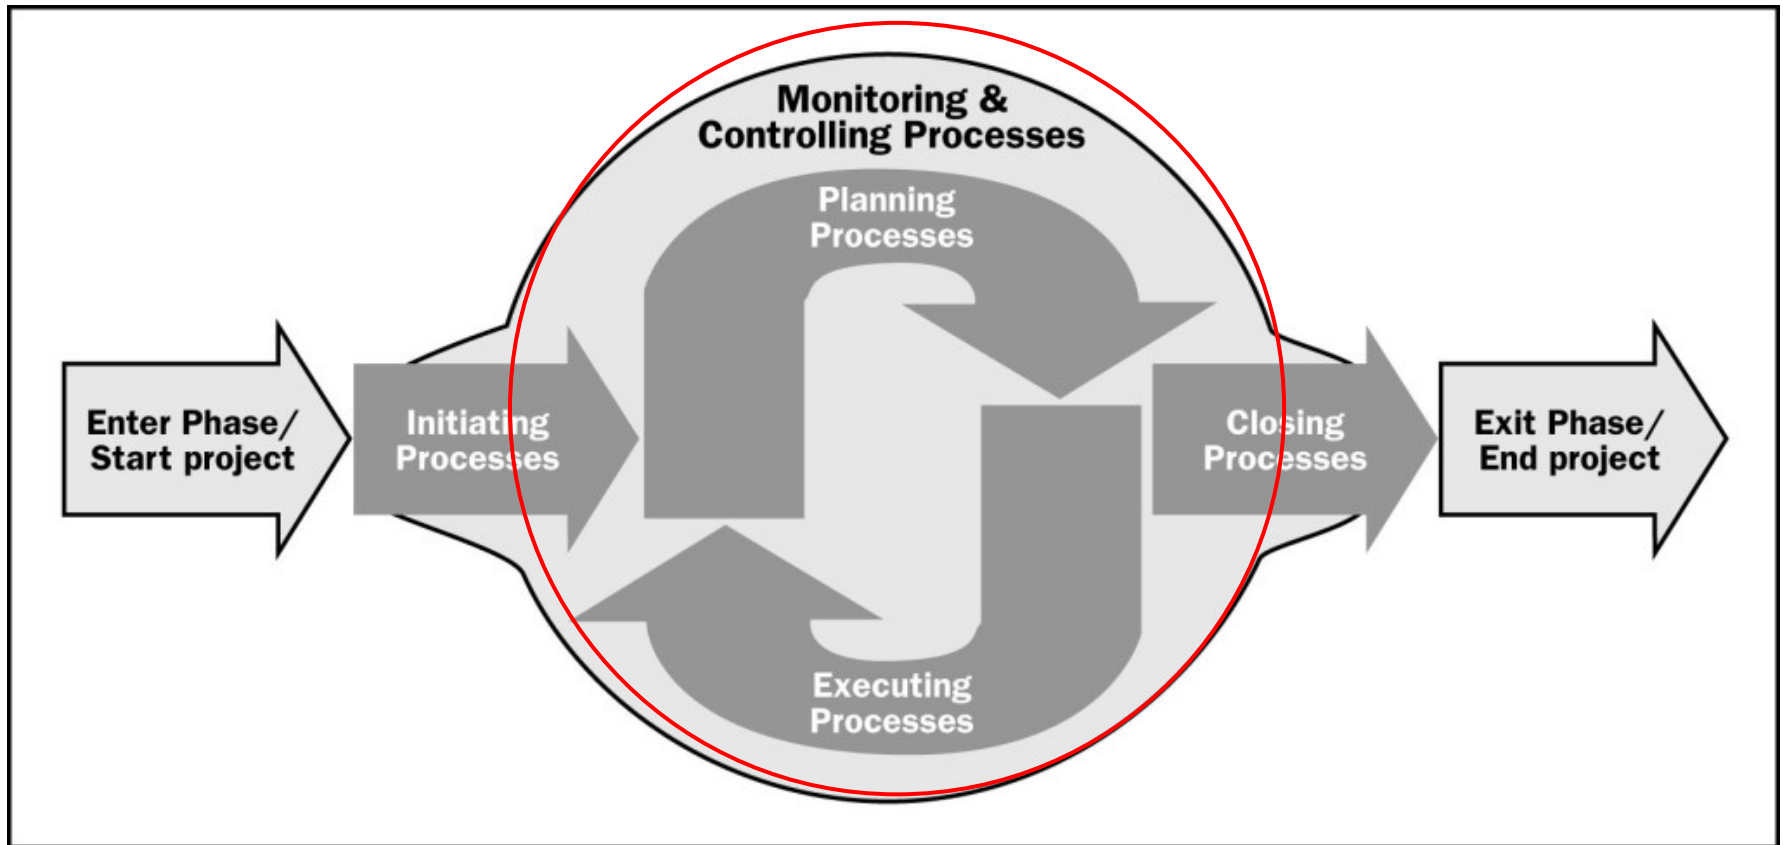 Monitoring &
Controlling Processes
Planning
Processes
Enter Phase/
Start project
Initiating
Processes
Closing
Processes
Exit Phase/
End project
Executing
Processes